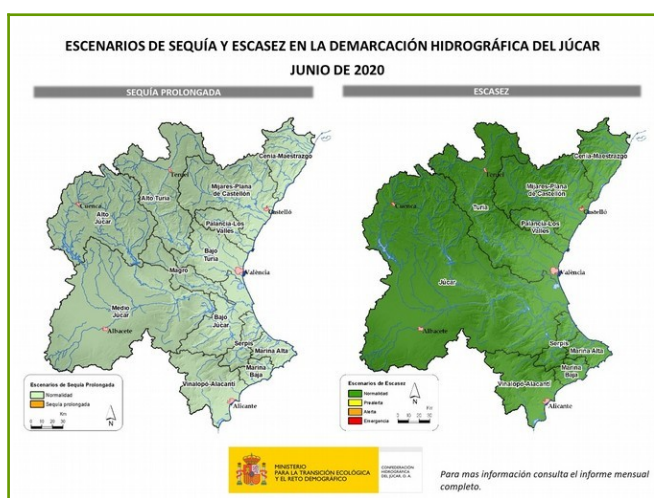 ESCENARIOS DE SEQUÍA Y ESCASEZ EN LA DEMARCACIÓN HIDROGRÁFICA DEL JÚCAR
JUNIO DE 2020
SEQUÍA PROLONGADA
Cenia-Maestrazgo
Teruel
Mijares-Plana
de Castellón
Cuenca
Alto Turia
Castelló
Alto
Júcar
Palancia-Los
Valles
Bajo
Turia
València
Magro
Medio
Júcar
Bajo
Júcar
Albacete
Serpis
Marina Alta
Marina
Baja
Vinalopó-Alacantí
Alicante
Escenarios de Sequía Prolongada
Normalidad
Sequía prolongada
Km
N
ESCASEZ
Cenia-Maestrazgo
Teruel
Mijares-Plana
de Castellón
Cuenca
Castelló
Turia
Palancia-Los
Valles
València
Júcar
Albacete
Serpis
Marina Alta
Marina
Baja
Vinalopó-Alacantí
Alicante
Escenarios de Escasez
Normalidad
Prealerta
Alerta
Emergencia
Km
N
MINISTERIO
PARA LA TRANSICIÓN ECOLÓGICA
Y EL RETO DEMOGRÁFICO
CONFEDERACIÓN
HIDROGRÁFICA
DEL JÚCAR, O. A.
Para mas información consulta el informe mensual
completo.